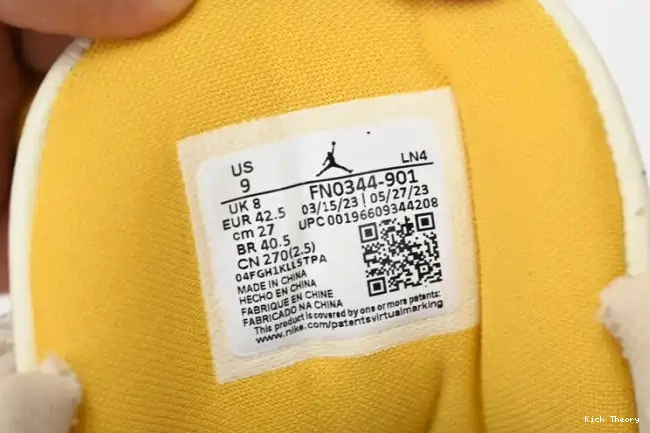 US
9
LN4
UK 8
FN0344-901
EUR 42.5
03/15/23 | 05/27/23
cm 27
UPC 00196609344208
BR 40.5
CN 270(2.5)
04FGH1KLL5TPA
MADE IN CHINA
HECHO EN CHINA
FABRIQUE EN CHINE
FABRICADO NA CHINA
This product is covered by one or more patents:
www.nike.com/patentsvirtualmarking
Kick Theory